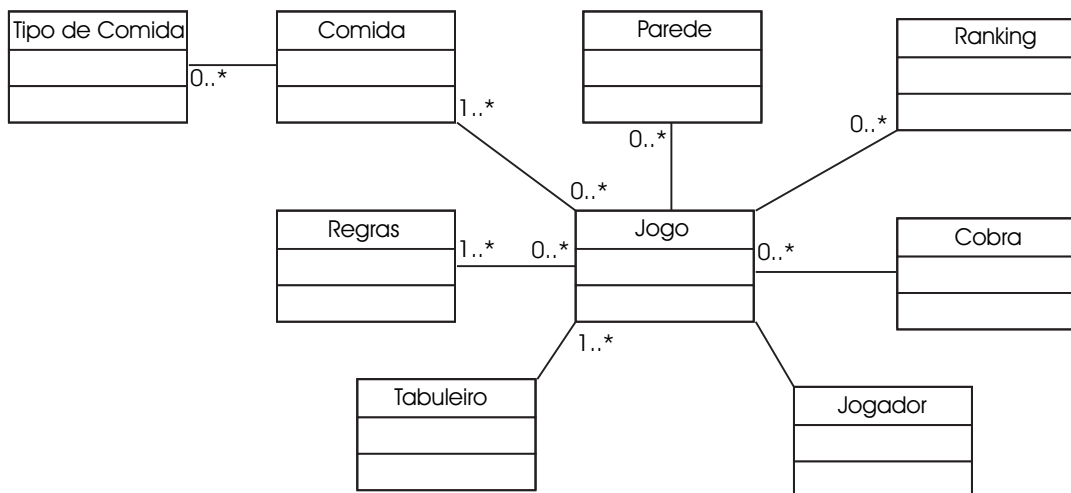 Tipo de Comida
Comida
Parede
Ranking
0..*
1..*
0..*
0..*
0..*
Regras
Jogo
Cobra
1..*
0..*
0..*
1..*
Tabuleiro
Jogador